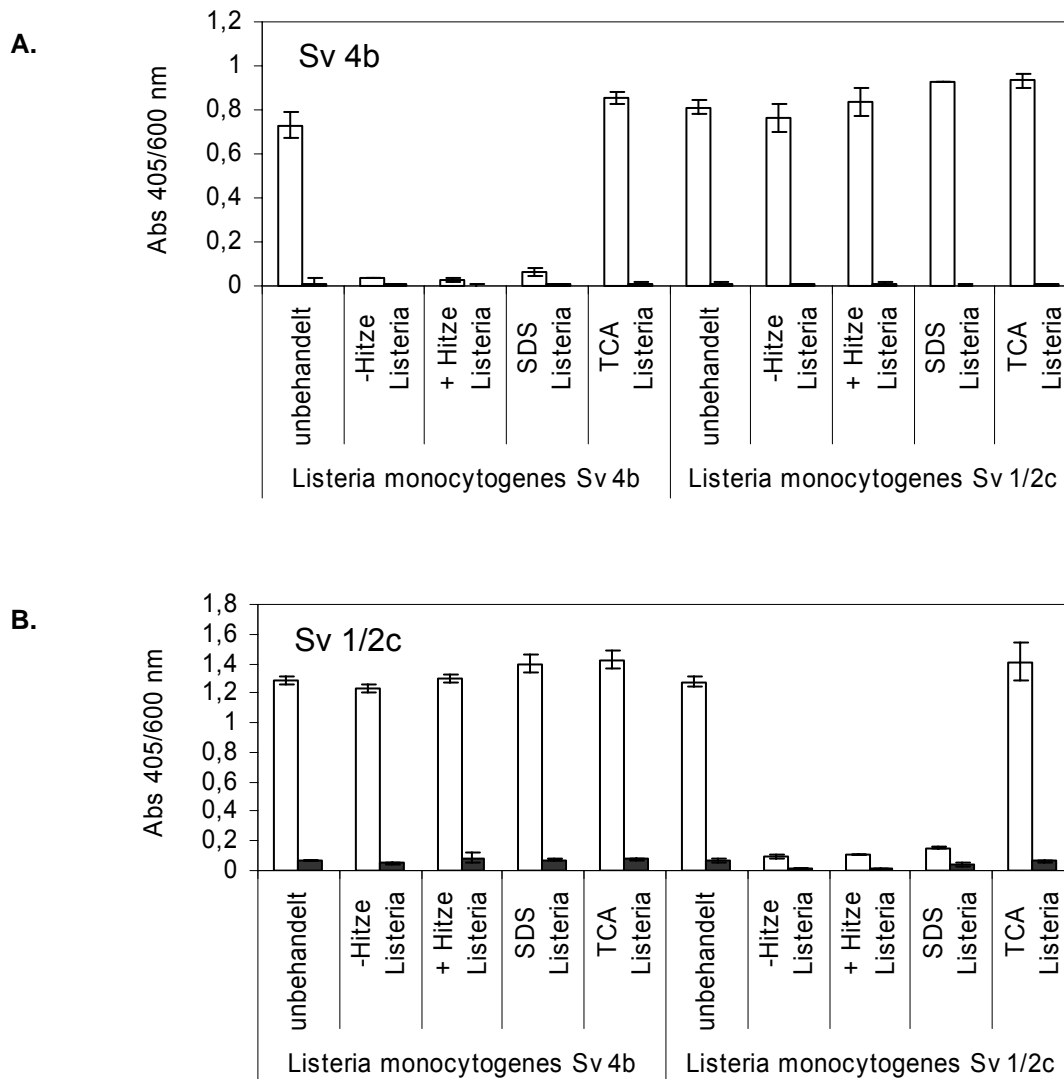 A.
Sv 4b
Abs 405/600 nm
1,2
1
0,8
0,6
0,4
0,2
0
unbehandelt
-Hitze
Listeria
+ Hitze
Listeria
SDS
Listeria
TCA
Listeria
unbehandelt
-Hitze
Listeria
+ Hitze
Listeria
SDS
Listeria
TCA
Listeria
Listeria monocytogenes Sv 4b
Listeria monocytogenes Sv 1/2c
B.
Sv 1/2c
Abs 405/600 nm
1,8
1,6
1,4
1,2
1
0,8
0,6
0,4
0,2
0
unbehandelt
-Hitze
Listeria
+ Hitze
Listeria
SDS
Listeria
TCA
Listeria
unbehandelt
-Hitze
Listeria
+ Hitze
Listeria
SDS
Listeria
TCA
Listeria
Listeria monocytogenes Sv 4b
Listeria monocytogenes Sv 1/2c